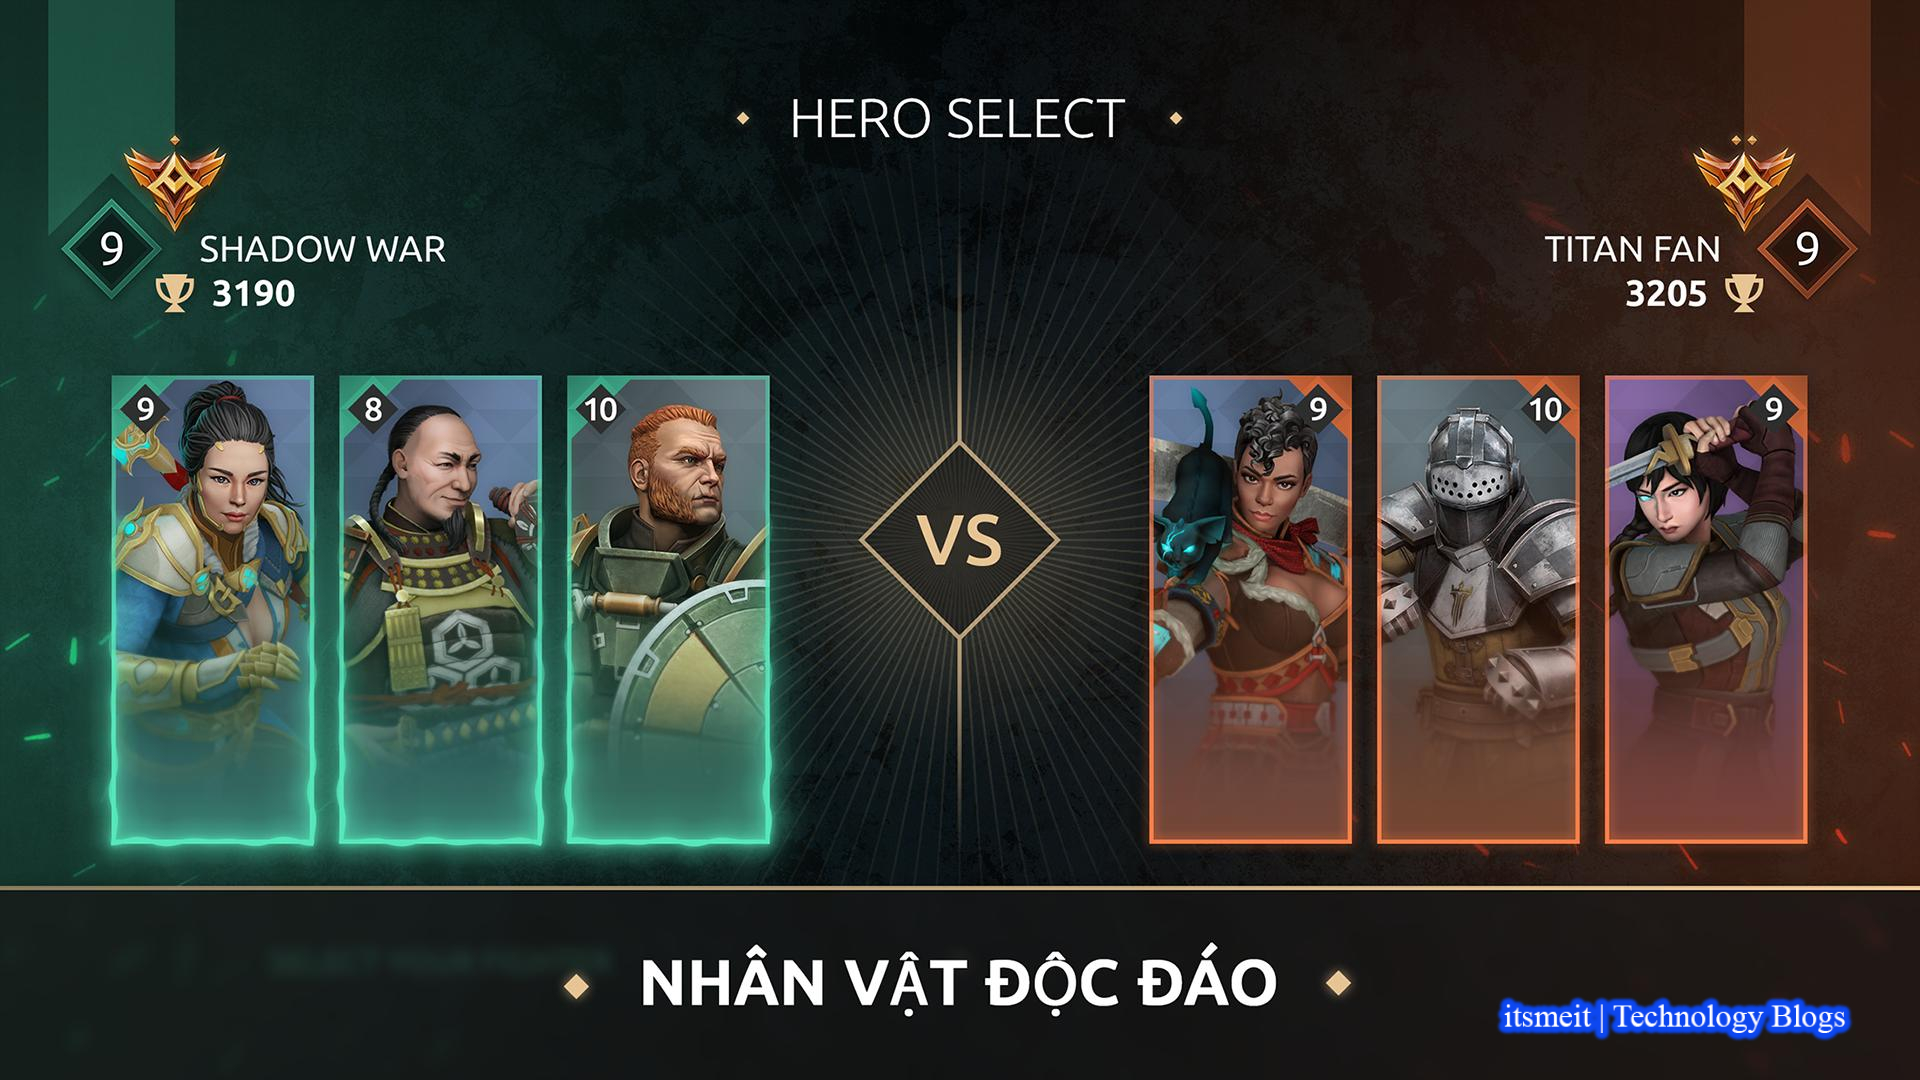 HERO SELECT
9
SHADOW WAR
3190
TITAN FAN
3205
9
9
8
10
VS
9
10
9
NHÂN VẬT ĐỘC ĐÁO
itsmeit | Technology Blogs